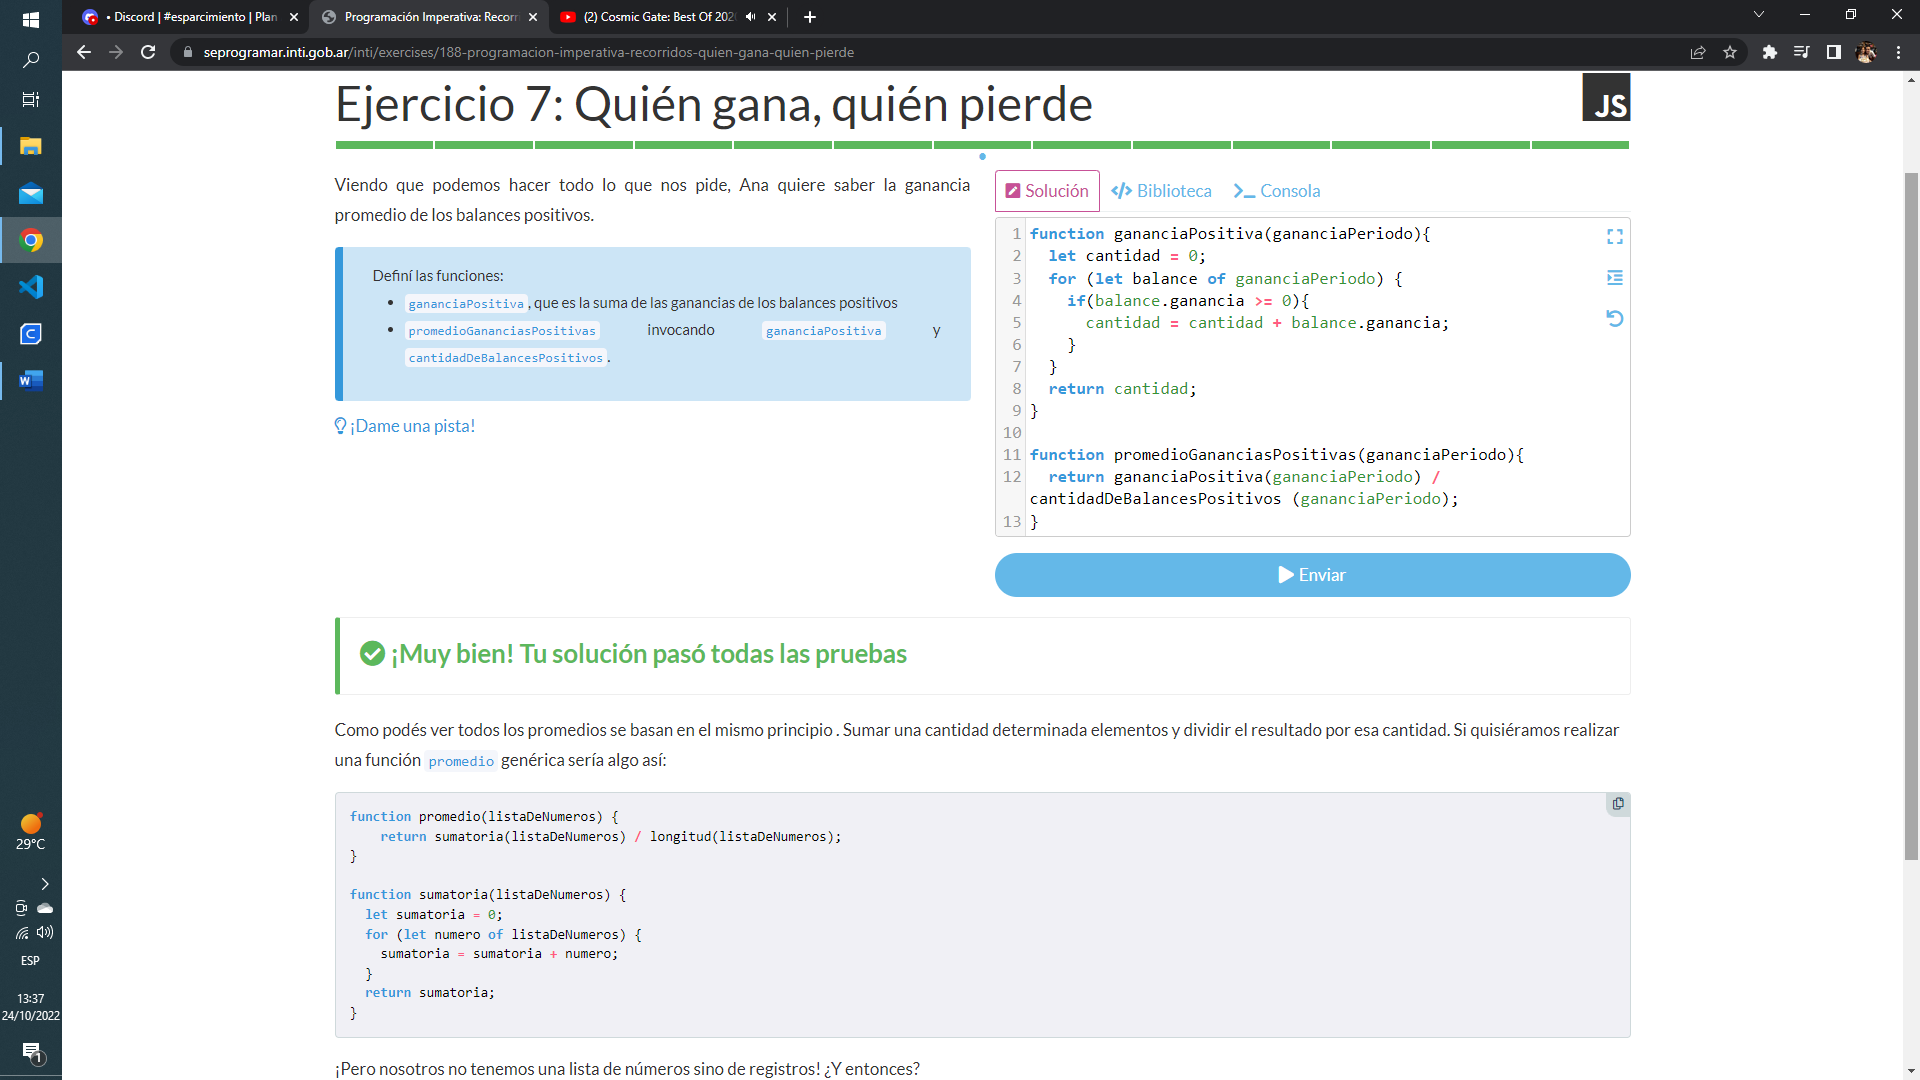 • Discord | #esparcimiento | Plan
Programación Imperativa: Recor
(2) Cosmic Gate: Best Of 202
seprogramar.inti.gob.ar/inti/exercises/188-programacion-imperativa-recorridos-quien-gana-quien-pierde
Ejercicio 7: Quién gana, quién pierde
JS
Viendo que podemos hacer todo lo que nos pide, Ana quiere saber la ganancia
promedio de los balances positivos.
Definí las funciones:
• gananciaPositiva, que es la suma de las ganancias de los balances positivos
• promedioGananciasPositivas invocando gananciaPositiva y
cantidadDeBalancesPositivos.
¡Dame una pista!
Solución
Biblioteca
Consola
1 function gananciaPositiva(gananciaPeriodo){
2 let cantidad = 0;
3 for (let balance of gananciaPeriodo) {
4 if(balance.ganancia >= 0){
5 cantidad = cantidad + balance.ganancia;
6 }
7 }
8 return cantidad;
9 }
10
11 function promedioGananciasPositivas(gananciaPeriodo){
12 return gananciaPositiva(gananciaPeriodo) /
cantidadDeBalancesPositivos (gananciaPeriodo);
13 }
Enviar
¡Muy bien! Tu solución pasó todas las pruebas
Como podés ver todos los promedios se basan en el mismo principio . Sumar una cantidad determinada elementos y dividir el resultado por esa cantidad. Si quisiéramos realizar
una función promedio genérica sería algo así:
function promedio(listaDeNumeros) {
return sumatoria(listaDeNumeros) / longitud(listaDeNumeros);
}
function sumatoria(listaDeNumeros) {
let sumatoria = 0;
for (let numero of listaDeNumeros) {
sumatoria = sumatoria + numero;
}
return sumatoria;
}
¡Pero nosotros no tenemos una lista de números sino de registros! ¿Y entonces?
29°C
ESP
13:37
24/10/2022
1